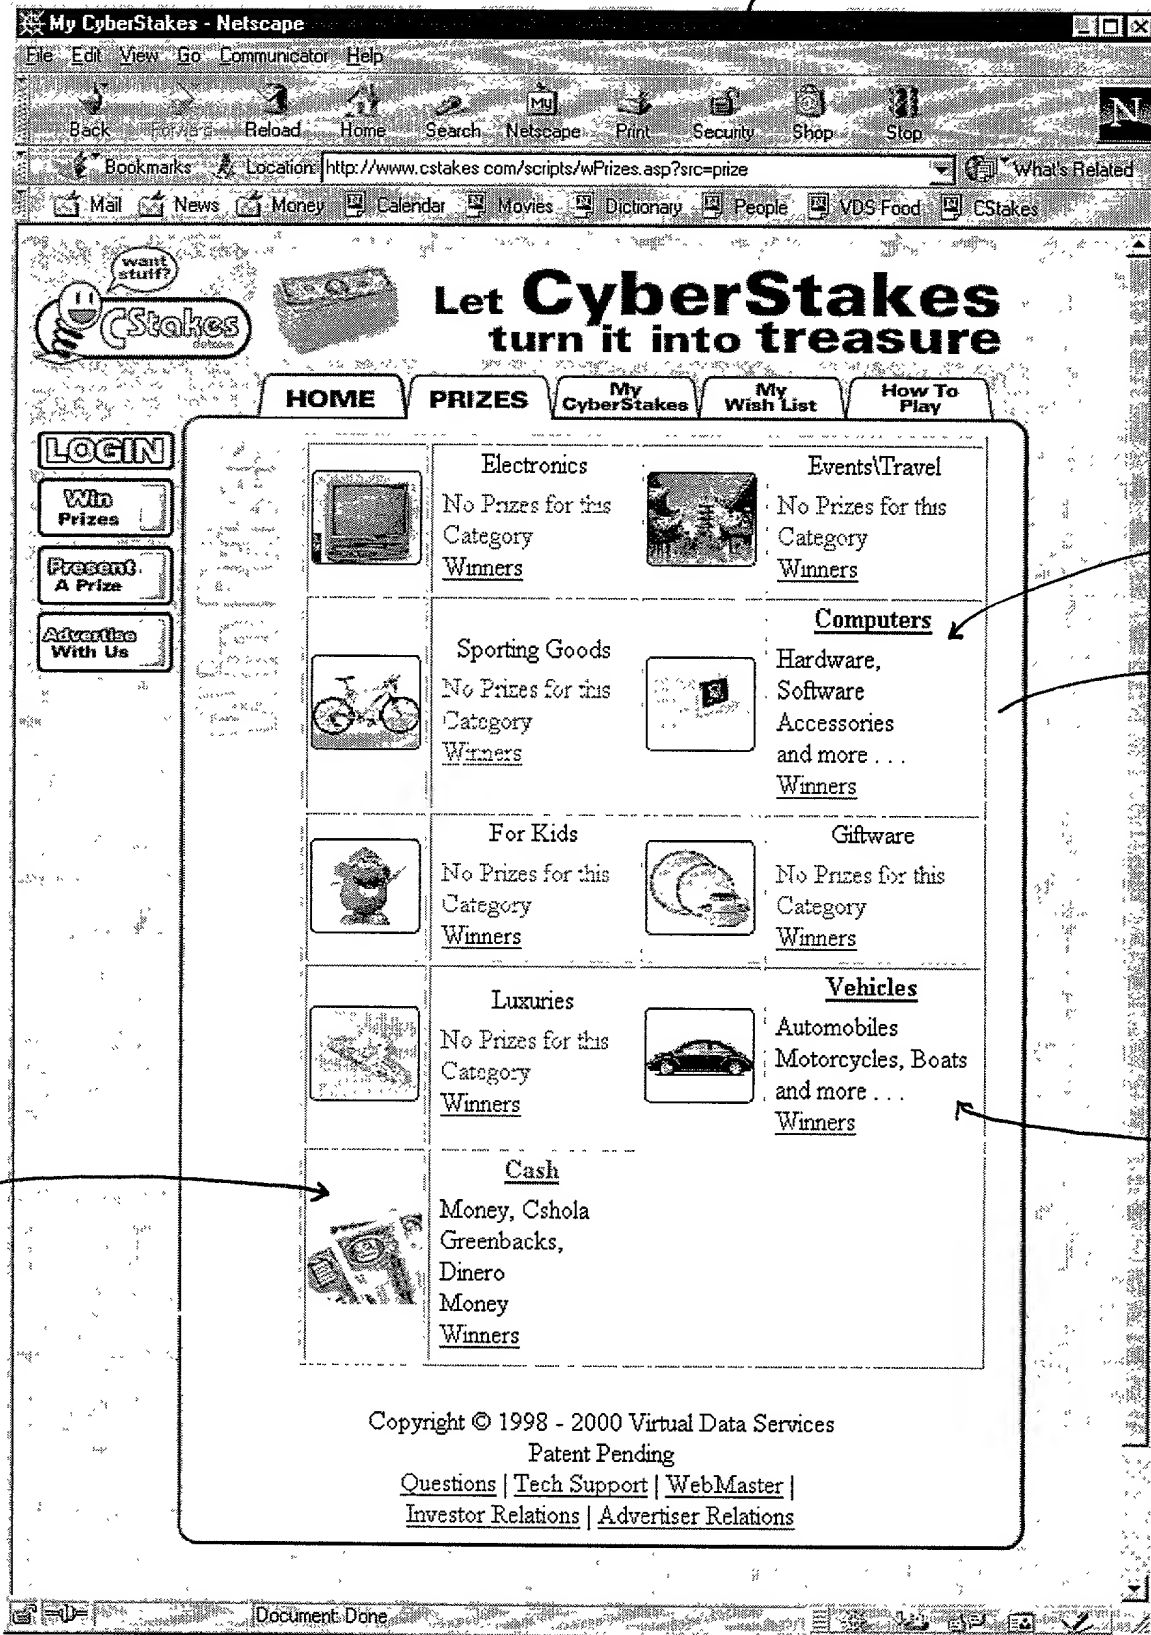 My CyberStakes - Netscape
File Edit View Go Communicator Help
Back Forward Reload Home Search Netscape Print Security Shop Stop
My
N
Bookmarks Location: http://www.cstakes.com/scripts/wPrizes.asp?src=prize What's Related
Mail News Money Calendar Movies Dictionary People VDS-Food CStakes
want stuff?
CStakes
dotcom
Let CyberStakes
turn it into treasure
HOME PRIZES My CyberStakes My Wish List How To Play
LOGIN
Win
Prizes
Present
A Prize
Advertise
With Us
Electronics
No Prizes for this
Category
Winners
Events\Travel
No Prizes for this
Category
Winners
Sporting Goods
No Prizes for this
Category
Winners
Computers
Hardware,
Software
Accessories
and more . . .
Winners
For Kids
No Prizes for this
Category
Winners
Giftware
No Prizes for this
Category
Winners
Luxuries
No Prizes for this
Category
Winners
Vehicles
Automobiles
Motorcycles, Boats
and more . . .
Winners
Cash
Money, Cshola
Greenbacks,
Dinero
Money
Winners
Copyright © 1998 - 2000 Virtual Data Services
Patent Pending
Questions | Tech Support | WebMaster |
Investor Relations | Advertiser Relations
Document: Done